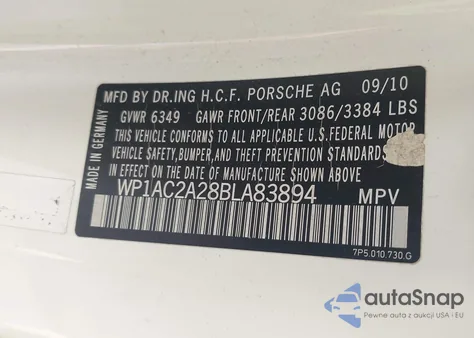 MFD BY DR.ING H.C.F. PORSCHE AG 09/10
GVWR 6349 GAWR FRONT/REAR 3086/3384 LBS
THIS VEHICLE CONFORMS TO ALL APPLICABLE U.S.FEDERAL MOTOR
VEHICLE SAFETY, BUMPER, AND THEFT PREVENTION STANDARDS
IN EFFECT ON THE DATE OF MANUFACTURE SHOWN ABOVE.
WP1AC2A28BLA83894 MPV
MADE IN GERMANY
7P5.010.730.G
autoSnap
Pewne auta z aukcji USA i EU